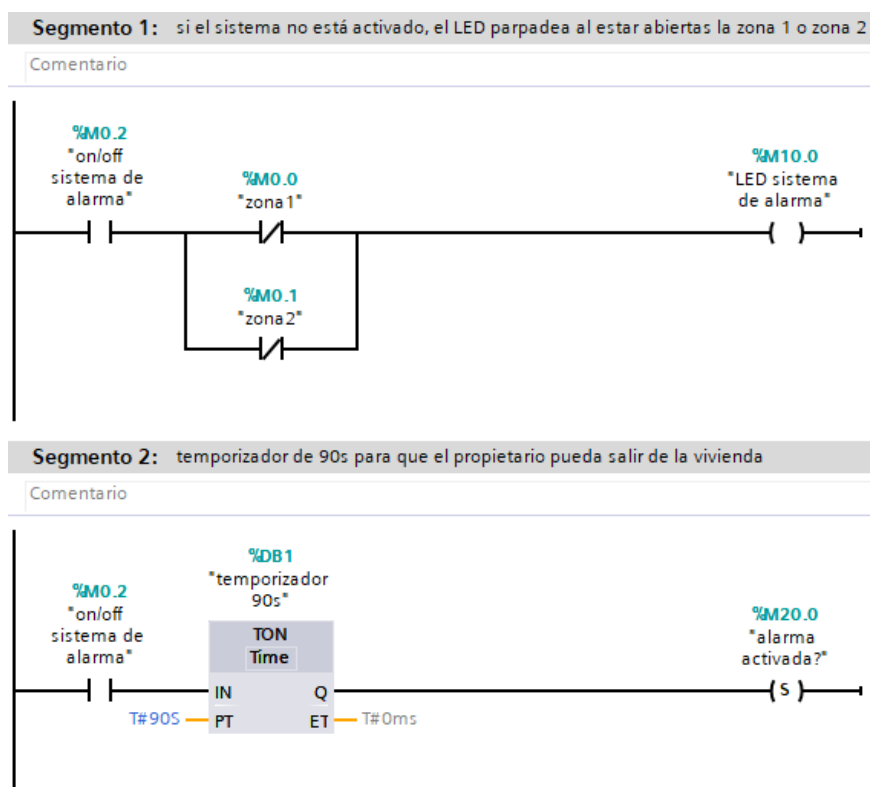 Segmento 1: si el sistema no está activado, el LED parpadea al estar abiertas la zona 1 o zona 2
Comentario
%M0.2
"on/off
sistema de
alarma"
%M0.0
"zona1"
%M10.0
"LED sistema
de alarma"
%M0.1
"zona2"
Segmento 2: temporizador de 90s para que el propietario pueda salir de la vivienda
Comentario
%M0.2
"on/off
sistema de
alarma"
%DB1
"temporizador
90s"
TON
Time
IN Q
T#90S PT ET T#0ms
%M20.0
"alarma
activada?"
S